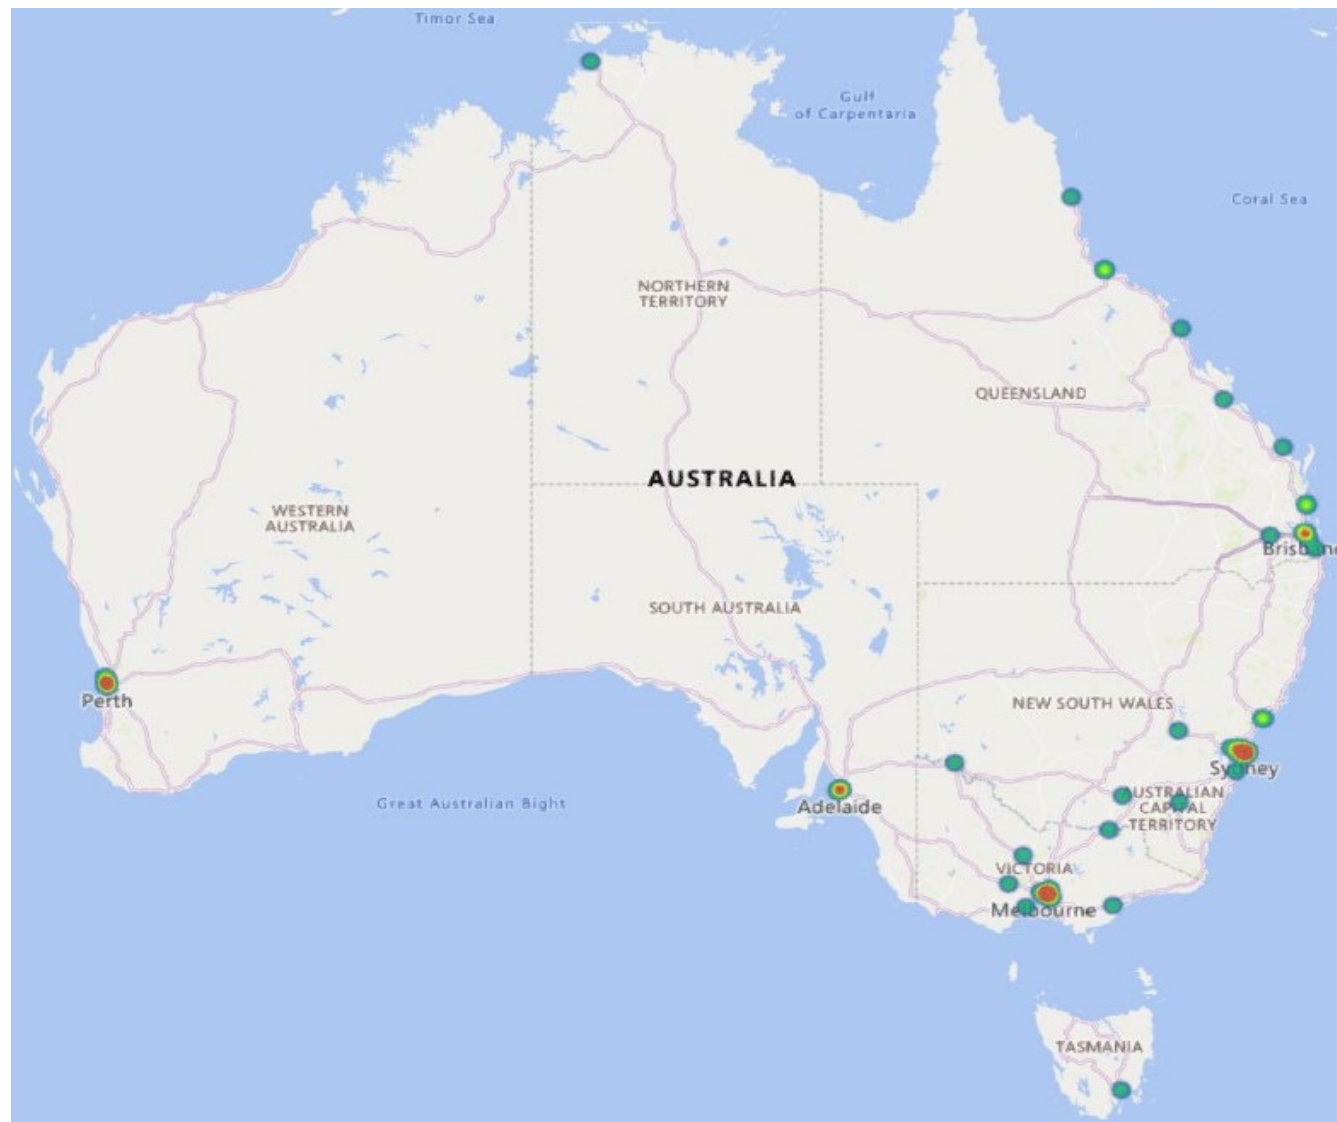 Timor Sea
Gulf
of Carpentaria
Coral Sea
NORTHERN
TERRITORY
QUEENSLAND
AUSTRALIA
WESTERN
AUSTRALIA
Brisbane
SOUTH AUSTRALIA
Perth
NEW SOUTH WALES
Sydney
Great Australian Bight
Adelaide
AUSTRALIAN
CAPITAL
TERRITORY
VICTORIA
Melbourne
TASMANIA